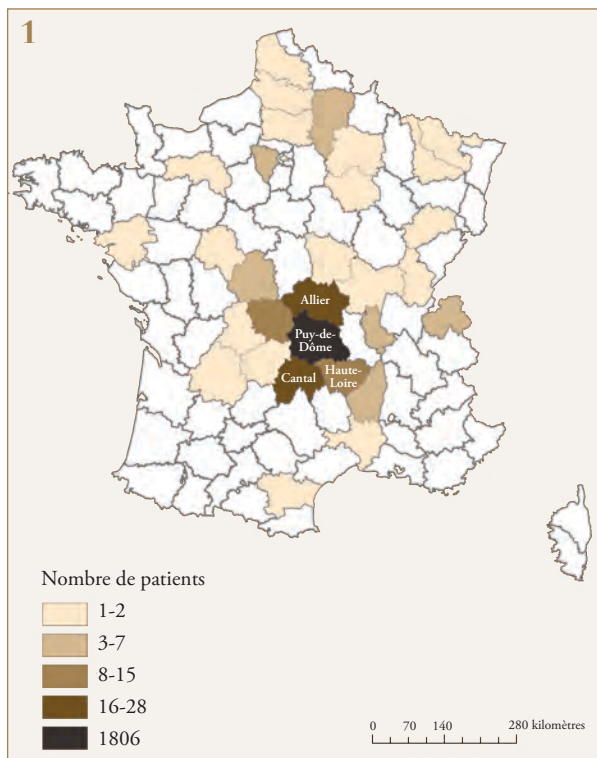 1
Allier
Puy-de-
Dôme
Cantal
Haute-
Loire
Nombre de patients
1-2
3-7
8-15
16-28
1806
0 70 140 280 kilomètres